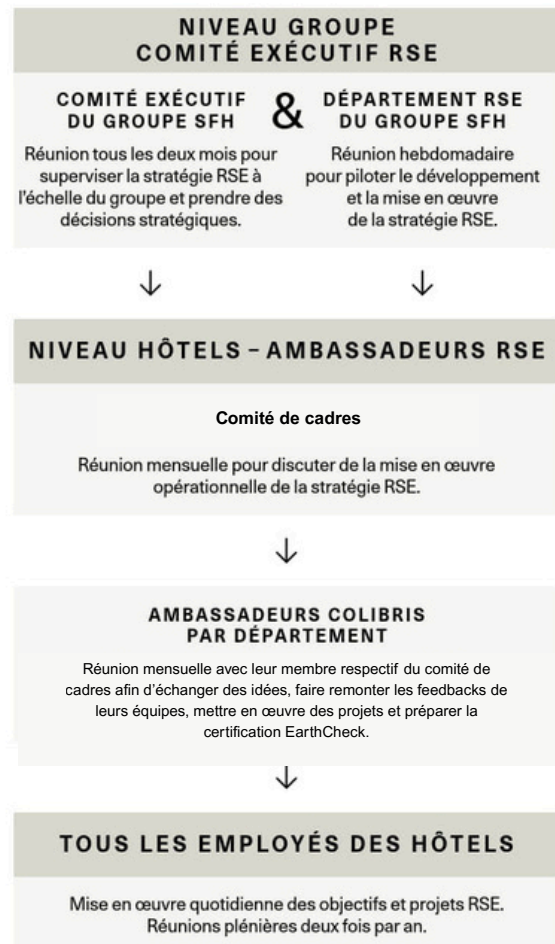 NIVEAU GROUPE
COMITÉ EXÉCUTIF RSE
COMITÉ EXÉCUTIF
DU GROUPE SFH
Réunion tous les deux mois pour
superviser la stratégie RSE à
l'échelle du groupe et prendre des
décisions stratégiques.
&
DÉPARTEMENT RSE
DU GROUPE SFH
Réunion hebdomadaire
pour piloter le développement
et la mise en œuvre
de la stratégie RSE.
NIVEAU HÔTELS – AMBASSADEURS RSE
Comité de cadres
Réunion mensuelle pour discuter de la mise en œuvre
opérationnelle de la stratégie RSE.
AMBASSADEURS COLIBRIS
PAR DÉPARTEMENT
Réunion mensuelle avec leur membre respectif du comité de
cadres afin d'échanger des idées, faire remonter les feedbacks de
leurs équipes, mettre en œuvre des projets et préparer la
certification EarthCheck.
TOUS LES EMPLOYÉS DES HÔTELS
Mise en œuvre quotidienne des objectifs et projets RSE.
Réunions plénières deux fois par an.